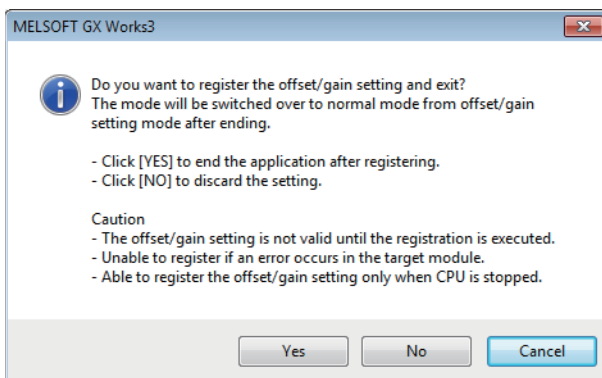 MELSOFT GX Works3
Do you want to register the offset/gain setting and exit?
The mode will be switched over to normal mode from offset/gain
setting mode after ending.
- Click [YES] to end the application after registering.
- Click [NO] to discard the setting.
Caution
- The offset/gain setting is not valid until the registration is executed.
- Unable to register if an error occurs in the target module.
- Able to register the offset/gain setting only when CPU is stopped.
Yes
No
Cancel